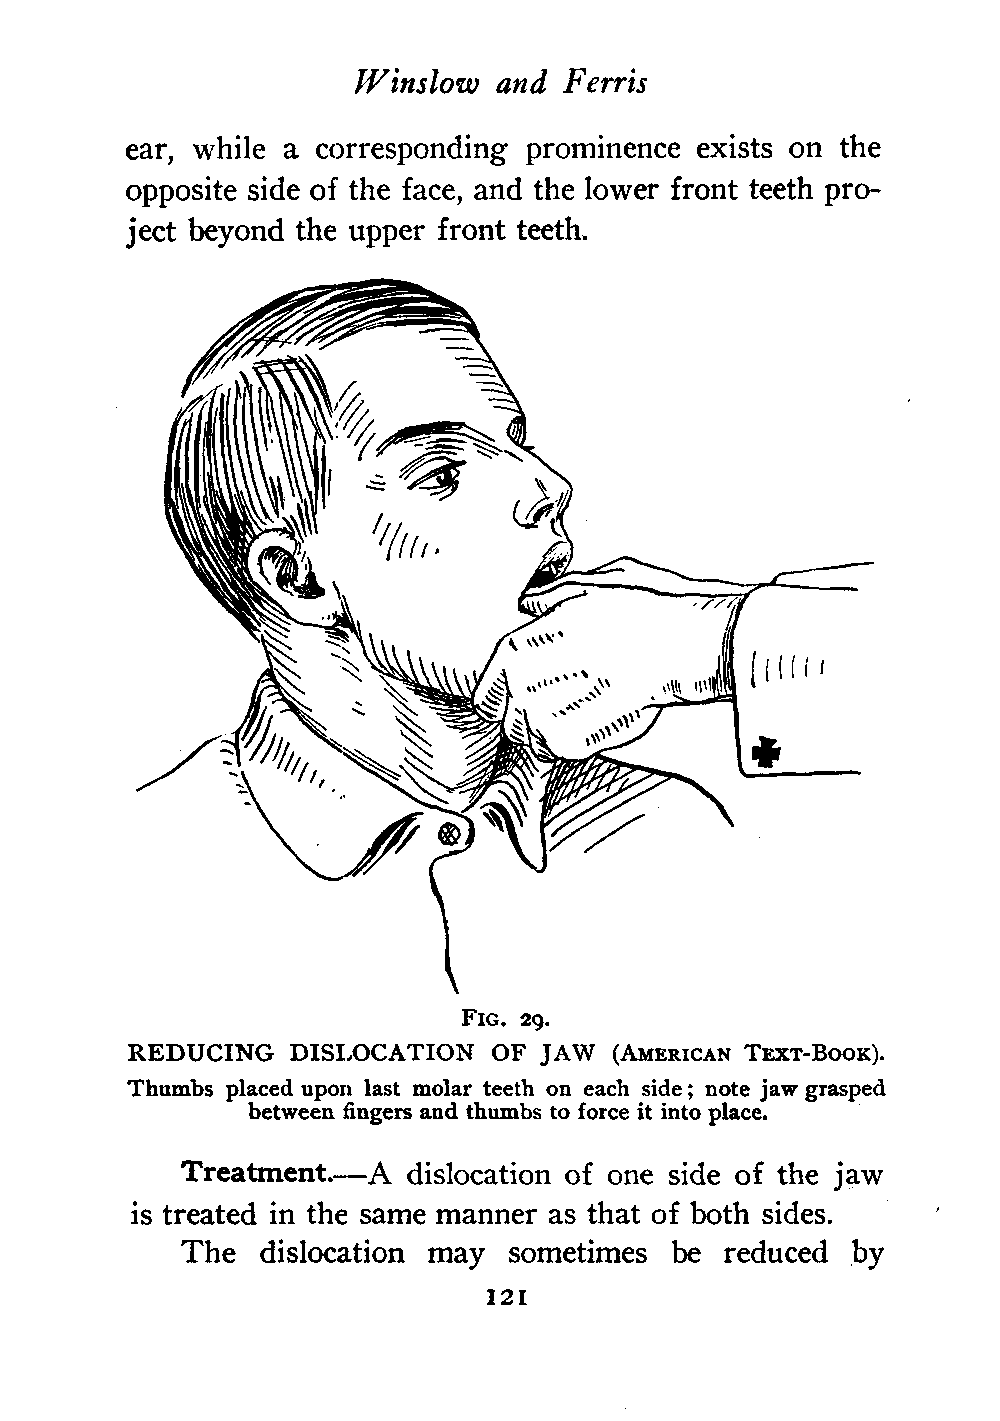 Winslow and Ferris
ear, while a corresponding prominence exists on the
opposite side of the face, and the lower front teeth pro-
ject beyond the upper front teeth.
FIG. 29.
REDUCING DISLOCATION OF JAW (AMERICAN TEXT-BOOK).
Thumbs placed upon last molar teeth on each side; note jaw grasped
between fingers and thumbs to force it into place.
Treatment.—A dislocation of one side of the jaw
is treated in the same manner as that of both sides.
The dislocation may sometimes be reduced by
121